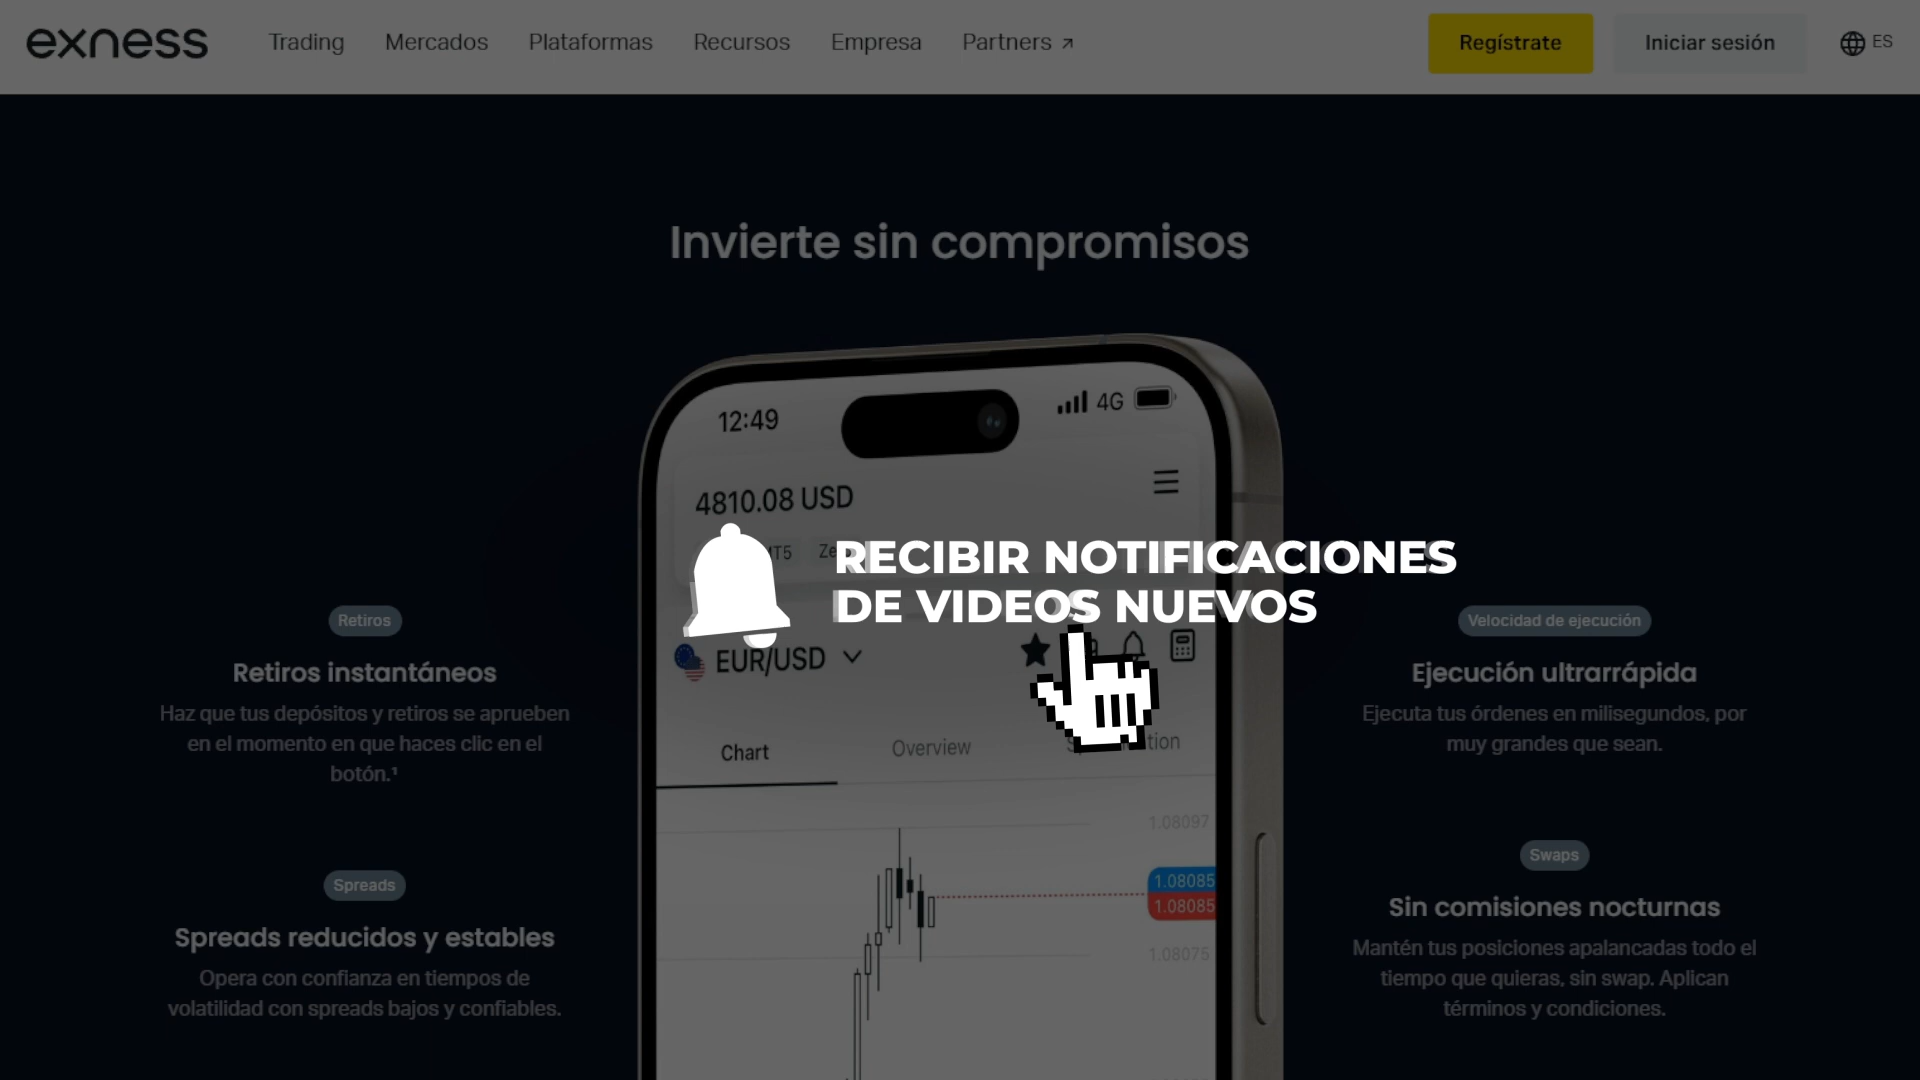 exness
Trading
Mercados
Plataformas
Recursos
Empresa
Partners ↗
Regístrate
Iniciar sesión
ES
Invierte sin compromisos
12:49
4G
4810.08 USD
RECIBIR NOTIFICACIONES
DE VIDEOS NUEVOS
EUR/USD
Chart
Overview
1.08097
1.08085
1.08085
1.08075
Retiros
Retiros instantáneos
Haz que tus depósitos y retiros se aprueben
en el momento en que haces clic en el
botón.¹
Spreads
Spreads reducidos y estables
Opera con confianza en tiempos de
volatilidad con spreads bajos y confiables.
Velocidad de ejecución
Ejecución ultrarrápida
Ejecuta tus órdenes en milisegundos, por
muy grandes que sean.
Swaps
Sin comisiones nocturnas
Mantén tus posiciones apalancadas todo el
tiempo que quieras, sin swap. Aplican
términos y condiciones.